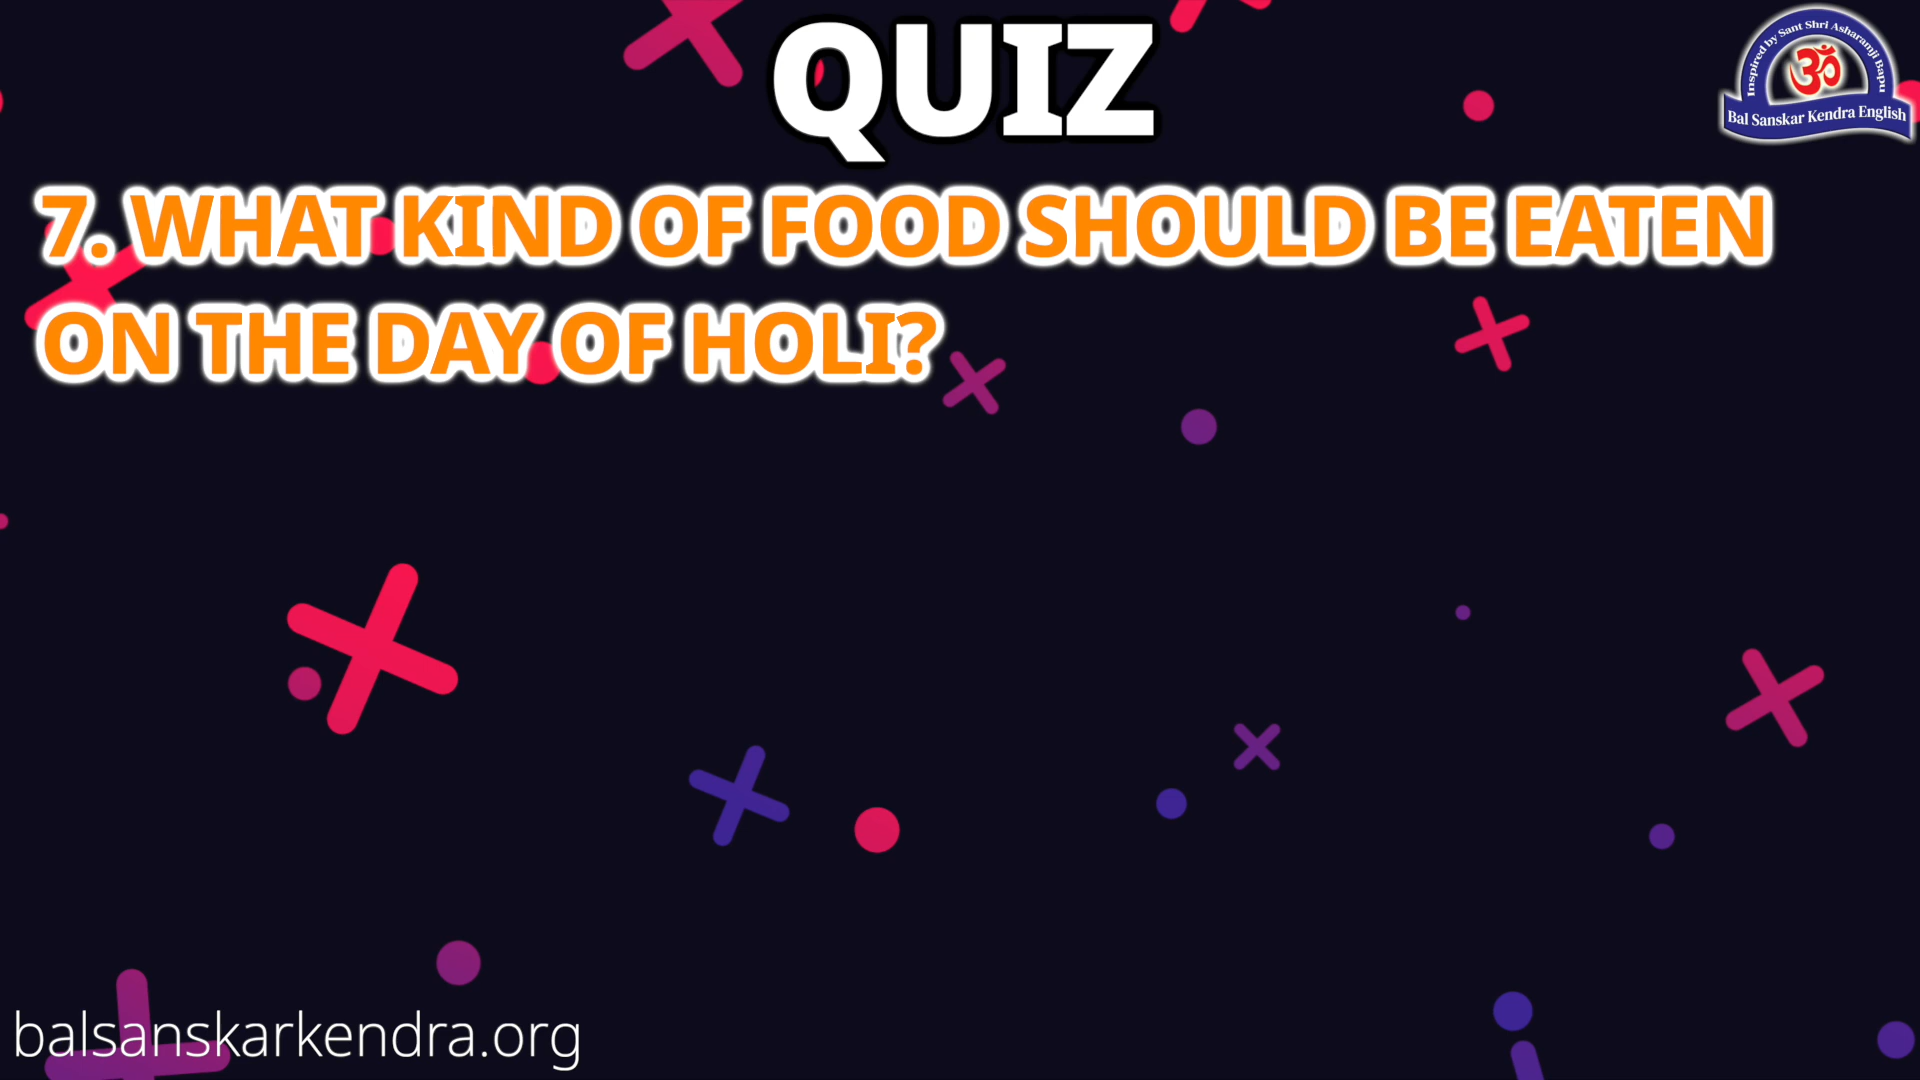 QUIZ
Inspired by Sant Shri Asharamji Bapu
ॐ
Bal Sanskar Kendra English
7. WHAT KIND OF FOOD SHOULD BE EATEN
ON THE DAY OF HOLI?
balsanskarkendra.org